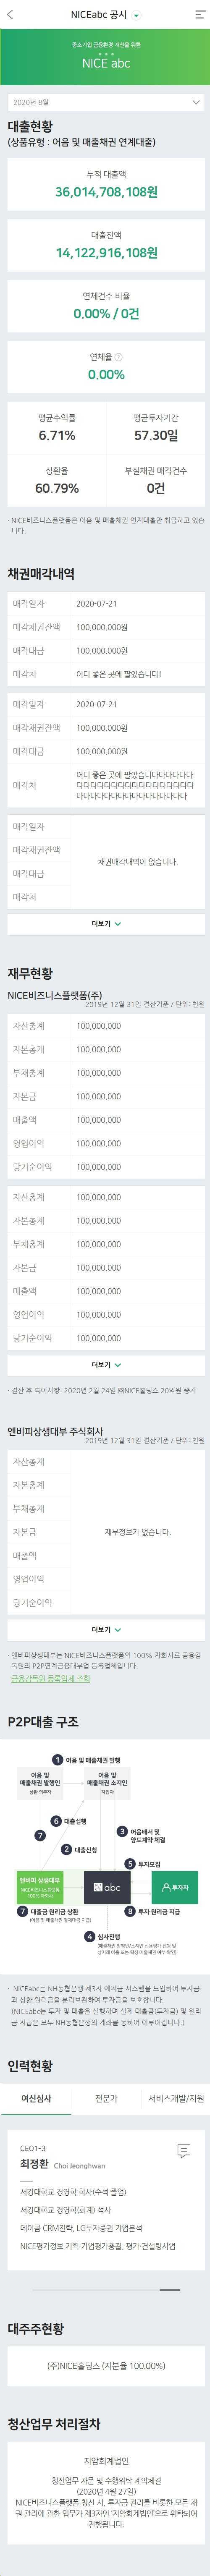 NICEabc 공시
중소기업 금융환경 개선을 위한
NICE abc
2020년 8월
대출현황
(상품유형 : 어음 및 매출채권 연계대출)
누적 대출액
36,014,708,108원
대출잔액
14,122,916,108원
연체건수 비율
0.00% / 0건
연체율 ?
0.00%
평균수익률
6.71%
평균투자기간
57.30일
상환율
60.79%
부실채권 매각건수
0건
· NICE비즈니스플랫폼은 어음 및 매출채권 연계대출만 취급하고 있습
니다.
채권매각내역
매각일자 2020-07-21
매각채권잔액 100,000,000원
매각대금 100,000,000원
매각처 어디 좋은 곳에 팔았습니다!
매각일자 2020-07-21
매각채권잔액 100,000,000원
매각대금 100,000,000원
매각처
어디 좋은 곳에 팔았습니다다다다다다
다다다다다다다다다다다다다다다다다
다다다다다다다다다다다다다다다다
매각일자
매각채권잔액
매각대금
매각처
채권매각내역이 없습니다.
더보기
재무현황
NICE비즈니스플랫폼(주)
2019년 12월 31일 결산기준 / 단위: 천원
자산총계 100,000,000
자본총계 100,000,000
부채총계 100,000,000
자본금 100,000,000
매출액 100,000,000
영업이익 100,000,000
당기순이익 100,000,000
자산총계 100,000,000
자본총계 100,000,000
부채총계 100,000,000
자본금 100,000,000
매출액 100,000,000
영업이익 100,000,000
당기순이익 100,000,000
더보기
· 결산 후 특이사항: 2020년 2월 24일 ㈜NICE홀딩스 20억원 증자
엔비피상생대부 주식회사
2019년 12월 31일 결산기준 / 단위: 천원
자산총계
자본총계
부채총계
자본금
매출액
영업이익
당기순이익
재무정보가 없습니다.
더보기
· 엔비피상생대부는 NICE비즈니스플랫폼의 100% 자회사로 금융감
독원의 P2P연계금융대부업 등록업체입니다.
금융감독원 등록업체 조회
P2P대출 구조
1 어음 및 매출채권 발행
어음 및
매출채권 발행인
상환 의무자
어음 및
매출채권 소지인
차입자
6 대출실행
7
2 대출신청
3 어음배서 및
양도계약 체결
5 투자모집
엔비피 상생대부
NICE비즈니스플랫폼
100% 자회사
abc
투자자
7 대출금 원리금 상환
(어음 및 매출채권 결제대금 지급)
8 투자 원리금 지급
4 심사진행
(매출채권 발행인/소지인 신용평가 진행 및
상거래 어음 또는 확정 매출채권 여부 확인)
· NICEabc는 NH농협은행 제3자 예치금 시스템을 도입하여 투자금
과 상환 원리금을 분리보관하여 투자금을 보호합니다.
(NICEabc는 투자 및 대출을 실행하며 실제 대출금(투자금) 및 원리
금 지급은 모두 NH농협은행의 계좌를 통하여 이루어집니다.)
인력현황
여신심사 전문가 서비스개발/지원
CEO1-3
최정환 Choi Jeonghwan
서강대학교 경영학 학사(수석 졸업)
서강대학교 경영학(회계) 석사
데이콤 CRM전략, LG투자증권 기업분석
NICE평가정보 기획·기업평가총괄, 평가·컨설팅사업
대주주현황
(주)NICE홀딩스 (지분율 100.00%)
청산업무 처리절차
지암회계법인
청산업무 자문 및 수행위탁 계약체결
(2020년 4월 27일)
NICE비즈니스플랫폼 청산 시, 투자금 관리를 비롯한 모든 채
권 관리에 관한 업무가 제3자인 '지암회계법인'으로 위탁되어
진행됩니다.